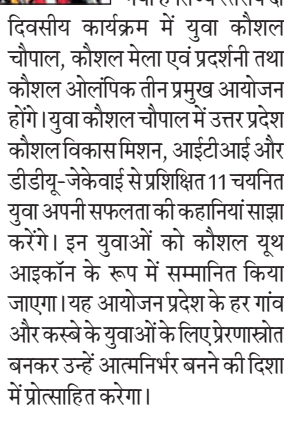 दिवसीय कार्यक्रम में युवा कौशल
चौपाल, कौशल मेला एवं प्रदर्शनी तथा
कौशल ओलंपिक तीन प्रमुख आयोजन
होंगे। युवा कौशल चौपाल में उत्तर प्रदेश
कौशल विकास मिशन, आईटीआई और
डीडीयू-जेकेवाई से प्रशिक्षित 11 चयनित
युवा अपनी सफलता की कहानियां साझा
करेंगे। इन युवाओं को कौशल यूथ
आइकॉन के रूप में सम्मानित किया
जाएगा। यह आयोजन प्रदेश के हर गांव
और कस्बे के युवाओं के लिए प्रेरणास्त्रोत
बनकर उन्हें आत्मनिर्भर बनने की दिशा
में प्रोत्साहित करेगा।